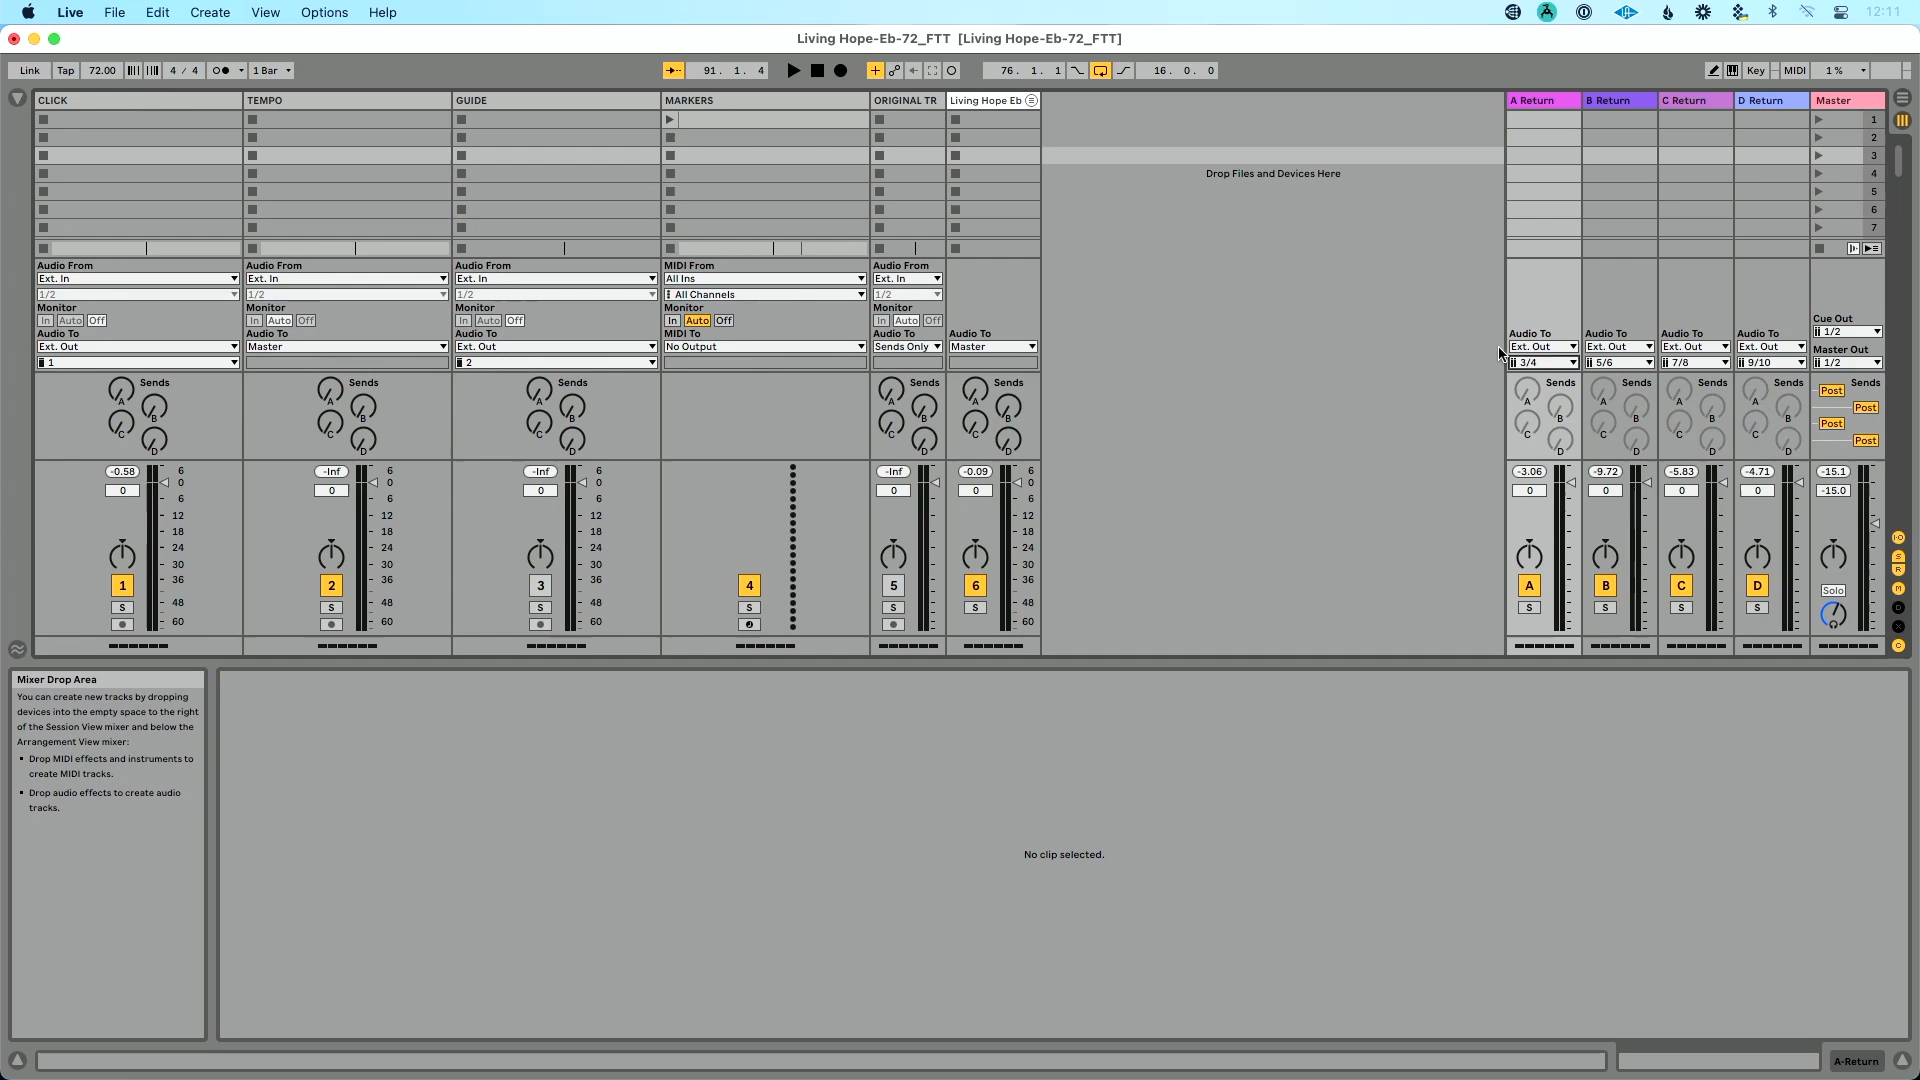 Live File Edit Create View Options Help 12:11
Living Hope-Eb-72_FTT [Living Hope-Eb-72_FTT]
Link Tap 72.00 4 / 4 1 Bar 91. 1. 4 76. 1. 1 16. 0. 0 Key MIDI 1 %
CLICK TEMPO GUIDE MARKERS ORIGINAL TR Living Hope Eb A Return B Return C Return D Return Master
1
2
3
Drop Files and Devices Here 4
5
6
7
Audio From Audio From Audio From MIDI From Audio From
Ext. In Ext. In Ext. In All Ins Ext. In
1/2 1/2 1/2 All Channels 1/2
Monitor Monitor Monitor Monitor Monitor Cue Out
In Auto Off In Auto Off In Auto Off In Auto Off In Auto Off 1/2
Audio To Audio To Audio To MIDI To Audio To Audio To Audio To Audio To Audio To Audio To Master Out
Ext. Out Master Ext. Out No Output Sends Only Master Ext. Out Ext. Out Ext. Out Ext. Out
1 2 3/4 5/6 7/8 9/10 1/2
Sends Sends Sends Sends Sends Sends Sends Sends Sends Sends
A A A A A A A A A Post
B B B B B B B B B Post
C C C C C C C C C Post
D D D D D D D D D Post
-0.58 6 -Inf 6 -Inf 6 -Inf -0.09 6 -3.06 -9.72 -5.83 -4.71 -15.1
0 0 0 0 0 0 0 0 0 0 0 0 0 -15.0
6 6 6 6
12 12 12 12
18 18 18 18
24 24 24 24
30 30 30 30
1 36 2 36 3 36 4 5 6 36 A B C D Solo
S 48 S 48 S 48 S S S 48 S S S S
60 60 60 60
Mixer Drop Area
You can create new tracks by dropping
devices into the empty space to the right
of the Session View mixer and below the
Arrangement View mixer:
▪ Drop MIDI effects and instruments to
create MIDI tracks.
▪ Drop audio effects to create audio
tracks.
No clip selected.
A-Return